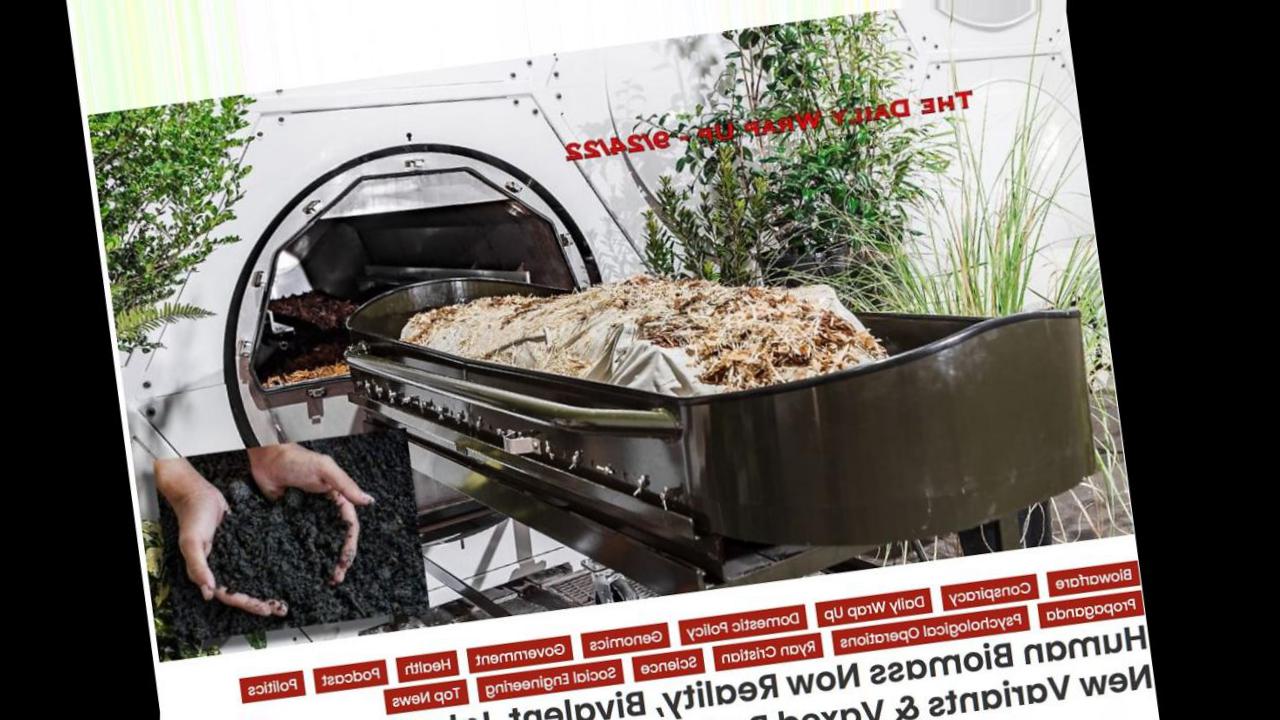 THE DAILY WRAP UP - 9/24/22
Biowarfare Conspiracy Daily Wrap Up Domestic Policy Genomics Government Health Podcast Politics
Propaganda Psychological Operations Ryan Cristian Science Social Engineering Top News
Human Biomass Now Reality, Bivalent
New Variants & Vaxed